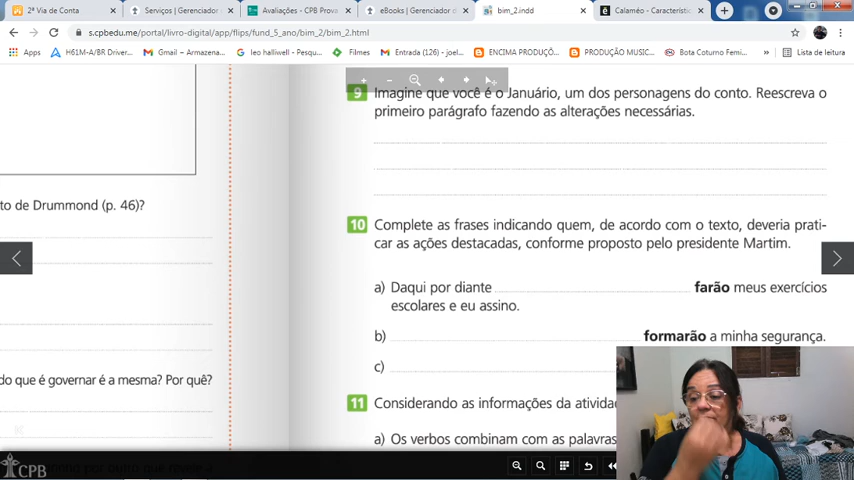 2ª Via de Conta
Serviços | Gerenciador d
Avaliações - CPB Prova
eBooks | Gerenciador d
bim_2.indd
Calaméo - Característic
s.cpbedu.me/portal/livro-digital/app/flips/fund_5_ano/bim_2/bim_2.html
Apps
H61M-A/BR Driver...
Gmail – Armazena...
leo halliwell - Pesqu...
Filmes
Entrada (126) - joel...
ENCIMA PRODUÇÕ...
PRODUÇÃO MUSIC...
Bota Coturno Femi...
Lista de leitura
9 Imagine que você é o Januário, um dos personagens do conto. Reescreva o
primeiro parágrafo fazendo as alterações necessárias.
to de Drummond (p. 46)?
10 Complete as frases indicando quem, de acordo com o texto, deveria prati-
car as ações destacadas, conforme proposto pelo presidente Martim.
a) Daqui por diante farão meus exercícios
escolares e eu assino.
b) formarão a minha segurança.
c)
do que é governar é a mesma? Por quê?
11 Considerando as informações da ativida
a) Os verbos combinam com as palavras
CPB